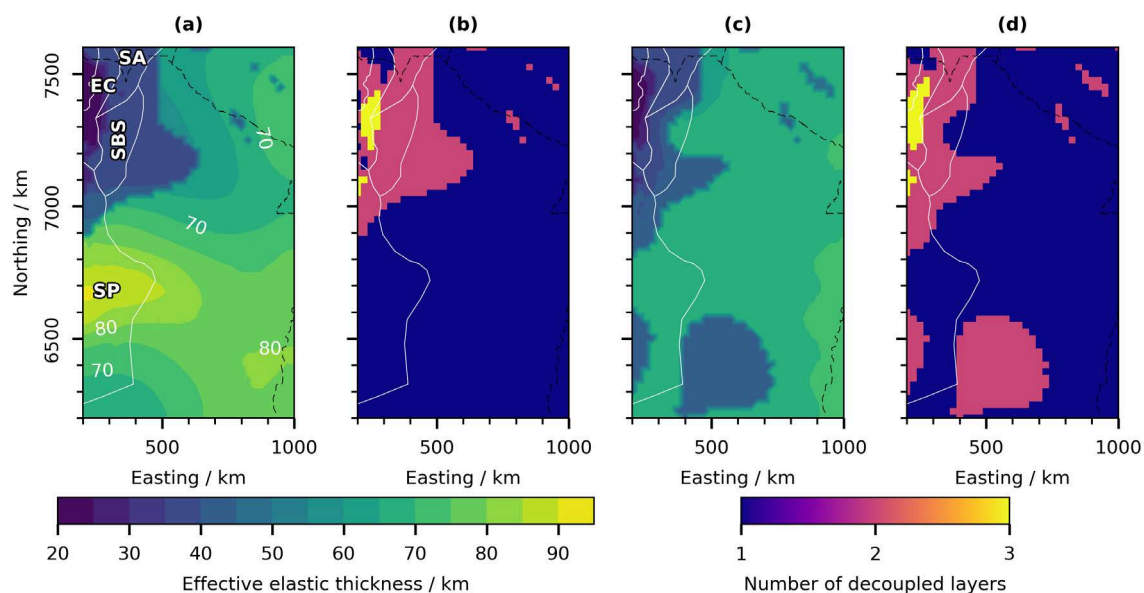 (a) (b) (c) (d)
SA
7500
EC
SBS
70
7000
70
Northing / km
SP
80
6500
70
80
500 1000 500 1000 500 1000 500 1000
Easting / km Easting / km Easting / km Easting / km
20 30 40 50 60 70 80 90 1 2 3
Effective elastic thickness / km Number of decoupled layers